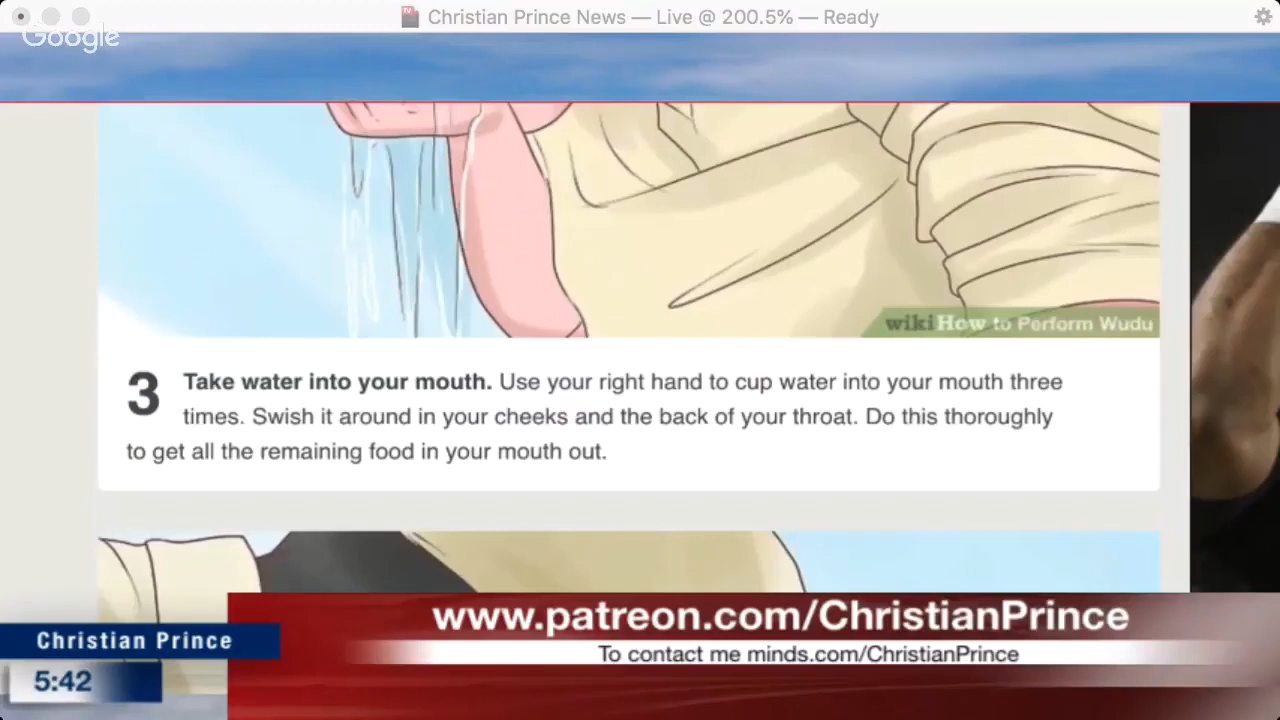 Christian Prince News — Live @ 200.5% — Ready
Google
wikiHow to Perform Wudu
3 Take water into your mouth. Use your right hand to cup water into your mouth three
times. Swish it around in your cheeks and the back of your throat. Do this thoroughly
to get all the remaining food in your mouth out.
www.patreon.com/ChristianPrince
Christian Prince
To contact me minds.com/ChristianPrince
5:42